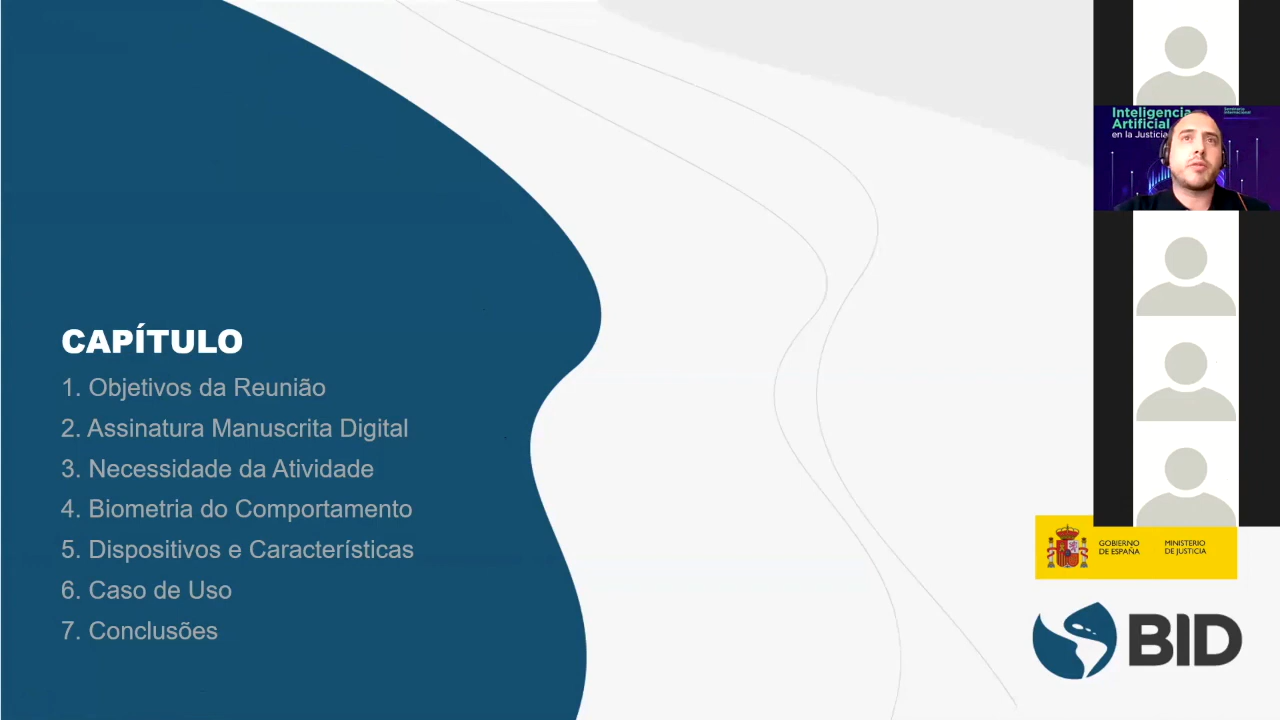 CAPÍTULO
1. Objetivos da Reunião
2. Assinatura Manuscrita Digital
3. Necessidade da Atividade
4. Biometria do Comportamento
5. Dispositivos e Características
6. Caso de Uso
7. Conclusões
Inteligencia
Artificial
en la Justicia
Seminario
Internacional
GOBIERNO
DE ESPAÑA
MINISTERIO
DE JUSTICIA
BID